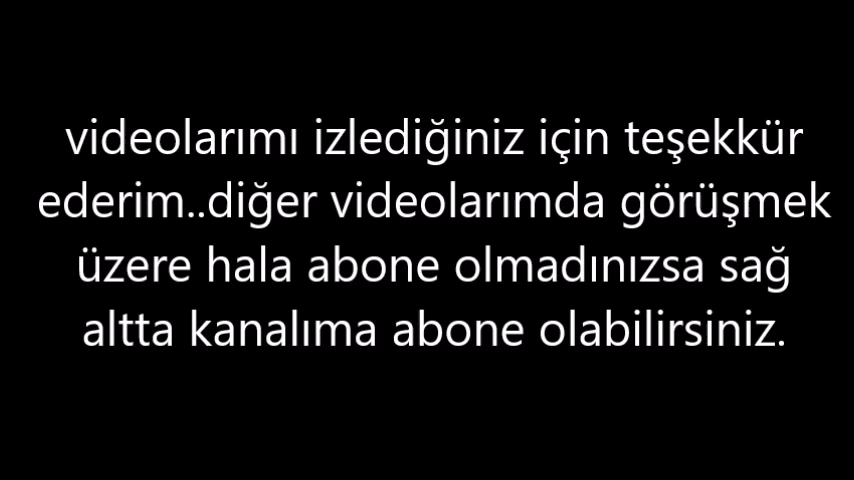 videolarımı izlediğiniz için teşekkür
ederim..diğer videolarımda görüşmek
üzere hala abone olmadınızsa sağ
altta kanalıma abone olabilirsiniz.